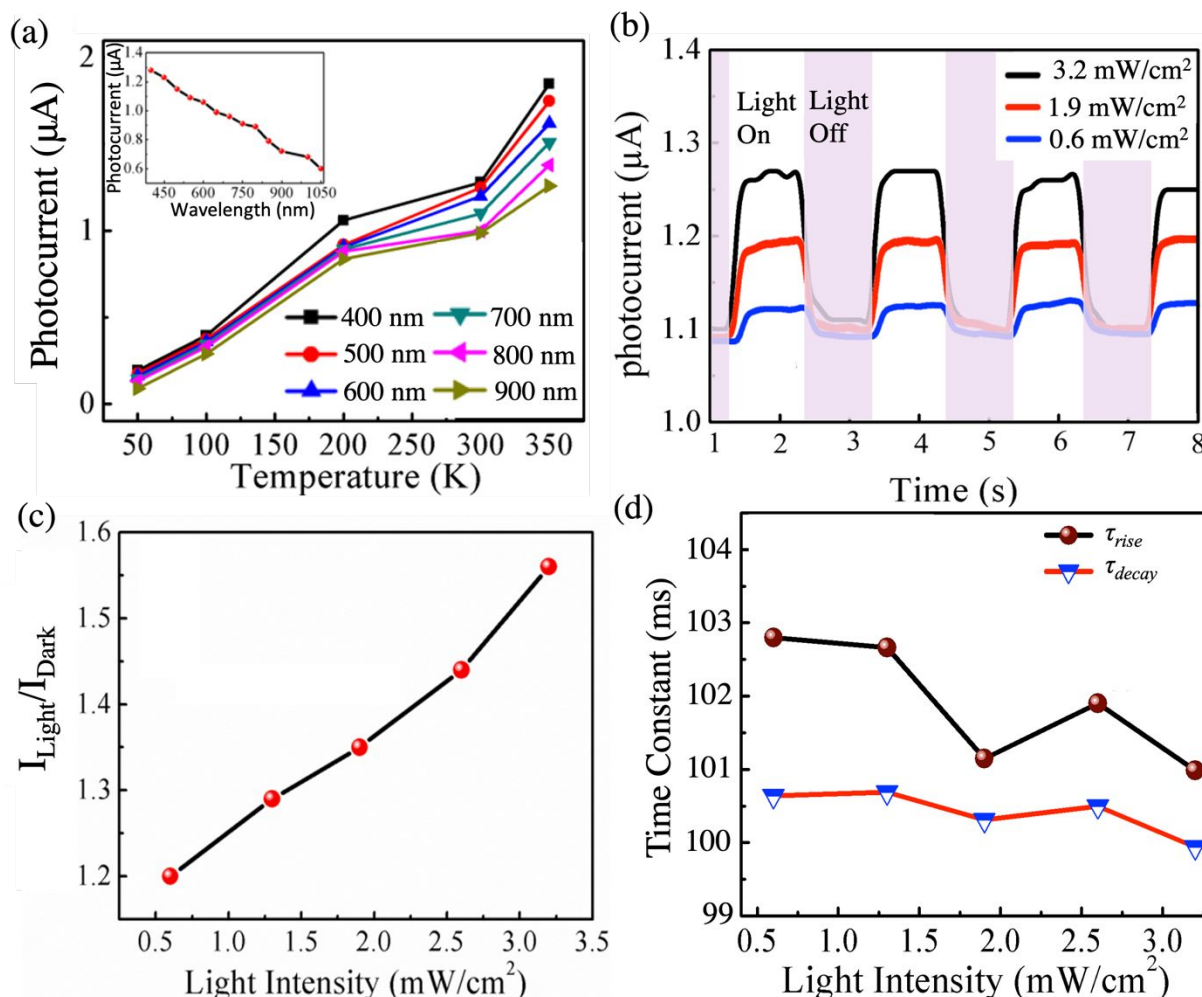 (a)
Photocurrent (μA)
2
1
0
Photocurrent (μA)
1.4
1.2
1.0
0.8
0.6
450 600 750 900 1050
Wavelength (nm)
400 nm 700 nm
500 nm 800 nm
600 nm 900 nm
50 100 150 200 250 300 350
Temperature (K)
(b)
photocurrent (μA)
1.4
1.3
1.2
1.1
1.0
Light On
Light Off
3.2 mW/cm²
1.9 mW/cm²
0.6 mW/cm²
1 2 3 4 5 6 7 8
Time (s)
(c)
I_Light/I_Dark
1.6
1.5
1.4
1.3
1.2
0.5 1.0 1.5 2.0 2.5 3.0 3.5
Light Intensity (mW/cm²)
(d)
Time Constant (ms)
104
103
102
101
100
99
τ_rise
τ_decay
0.5 1.0 1.5 2.0 2.5 3.0
Light Intensity (mW/cm²)